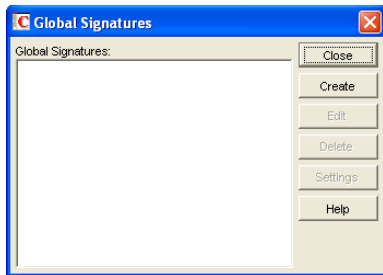 C Global Signatures
Global Signatures:
Close
Create
Edit
Delete
Settings
Help